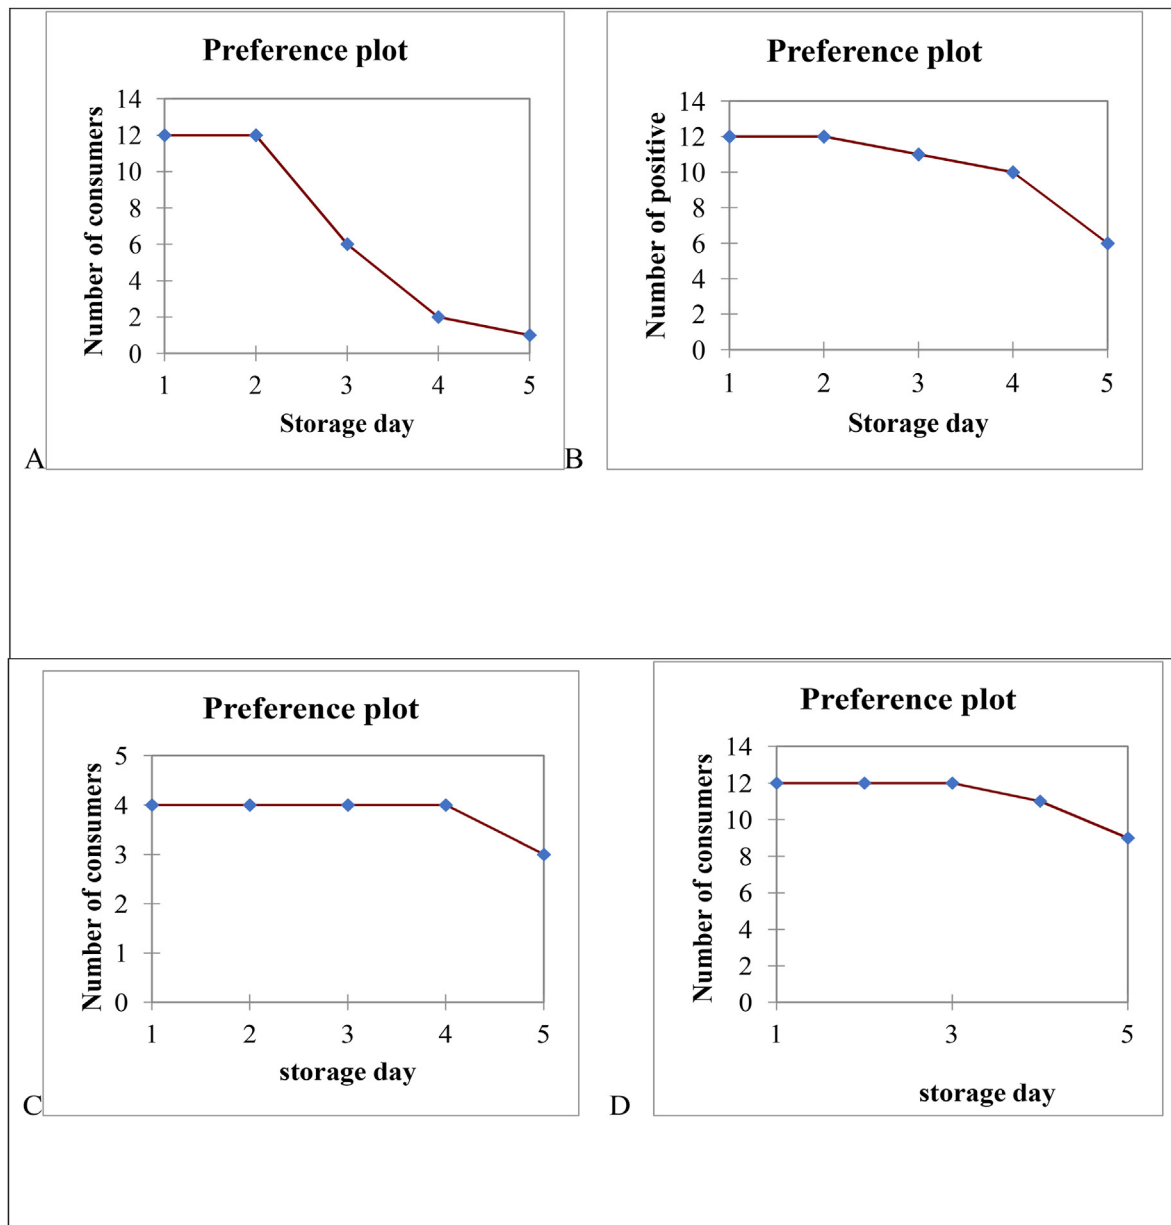 Preference plot
Number of consumers
14
12
10
8
6
4
2
0
1 2 3 4 5
Storage day
A
Preference plot
Number of positive
14
12
10
8
6
4
2
0
1 2 3 4 5
Storage day
B
Preference plot
Number of consumers
5
4
3
2
1
0
1 2 3 4 5
storage day
C
Preference plot
Number of consumers
14
12
10
8
6
4
2
0
1 3 5
storage day
D